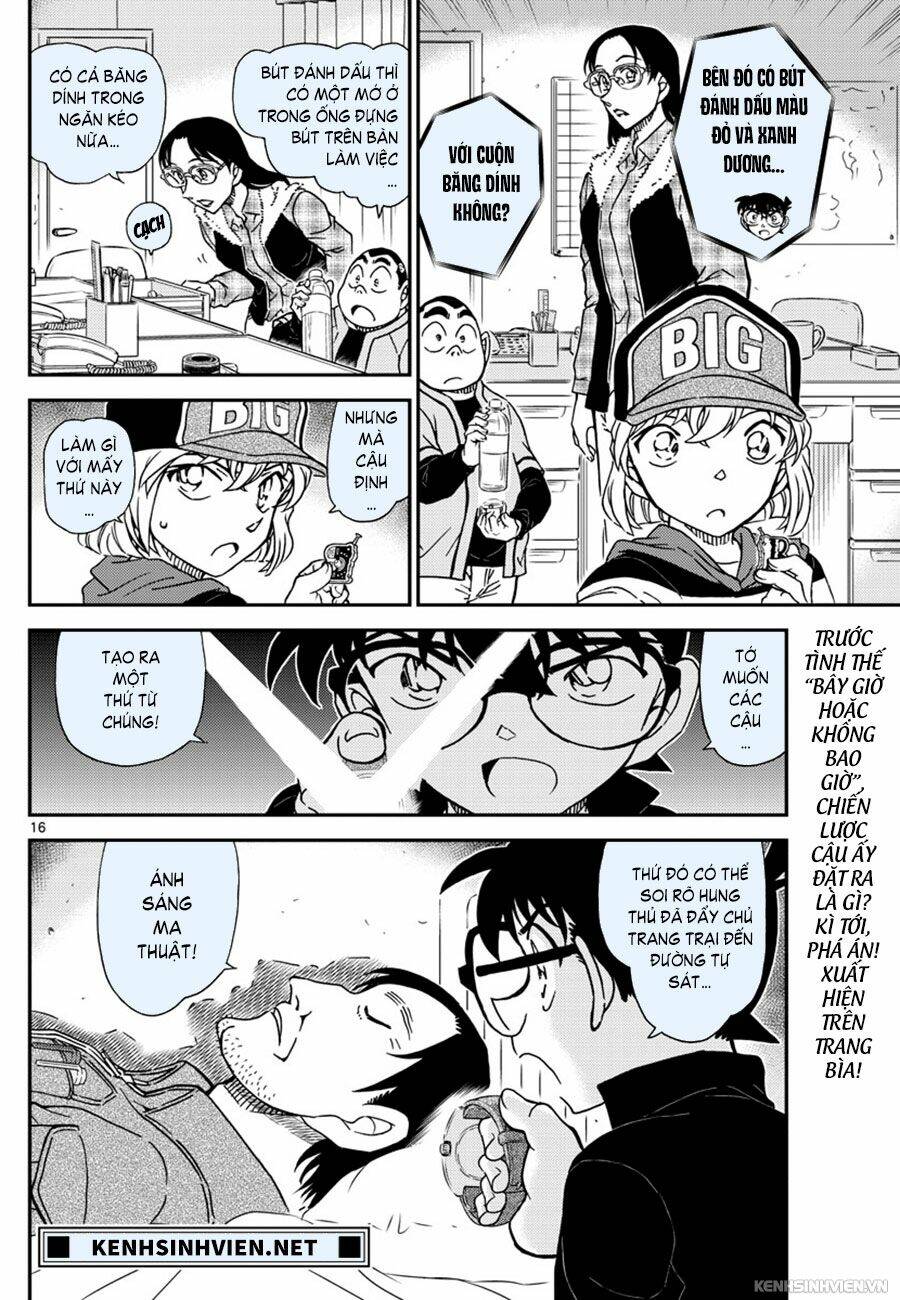 BÊN ĐÓ CÓ BÚT
ĐÁNH DẤU MÀU
ĐỎ VÀ XANH
DƯƠNG...
VỚI CUỘN
BĂNG DÍNH
KHÔNG?
BIG
BÚT ĐÁNH DẤU THÌ
CÓ MỘT MỚ Ở
TRONG ỐNG ĐỰNG
BÚT TRÊN BÀN
LÀM VIỆC
...
CÓ CẢ BĂNG
DÍNH TRONG
NGĂN KÉO
NỮA...
CẠCH
NHƯNG
MÀ CẬU
ĐỊNH
...
LÀM GÌ
VỚI MẤY
THỨ NÀY
...
BIG
TỚ
MUỐN
CÁC
CẬU
...
TẠO RA
MỘT
THỨ TỪ
CHÚNG!
TRƯỚC
TÌNH THẾ
“BÂY GIỜ
HOẶC
KHÔNG
BAO
GIỜ”,
CHIẾN
LƯỢC
CẬU ẤY
ĐẶT RA
LÀ GÌ?
KÌ TỚI,
PHÁ ÁN!
XUẤT
HIỆN
TRÊN
TRANG
BÌA!
16
THỨ ĐÓ CÓ THỂ
SOI RÕ HUNG
THỦ ĐÃ ĐẨY CHỦ
TRANG TRẠI ĐẾN
ĐƯỜNG TỰ
SÁT...
ÁNH
SÁNG
MA
THUẬT!
KENHSINHVIEN.NET
KENHSINHVIEN.VN